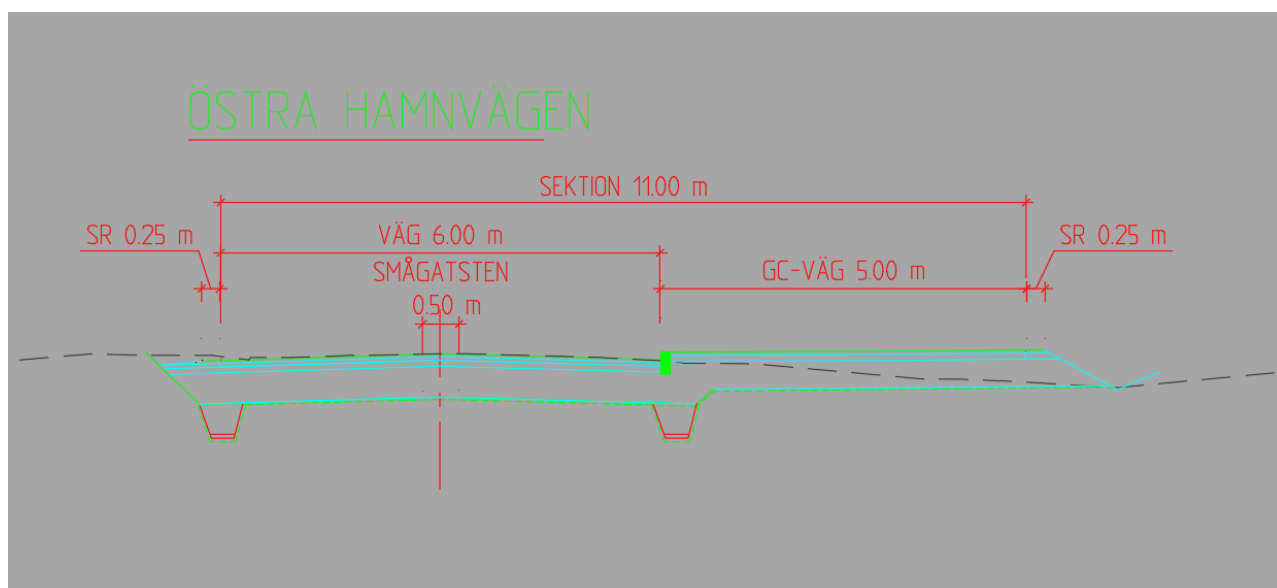 ÖSTRA HAMNVÄGEN
SEKTION 11.00 m
SR 0.25 m
VÄG 6.00 m
SR 0.25 m
SMÅGATSTEN
0.50 m
GC-VÄG 5.00 m